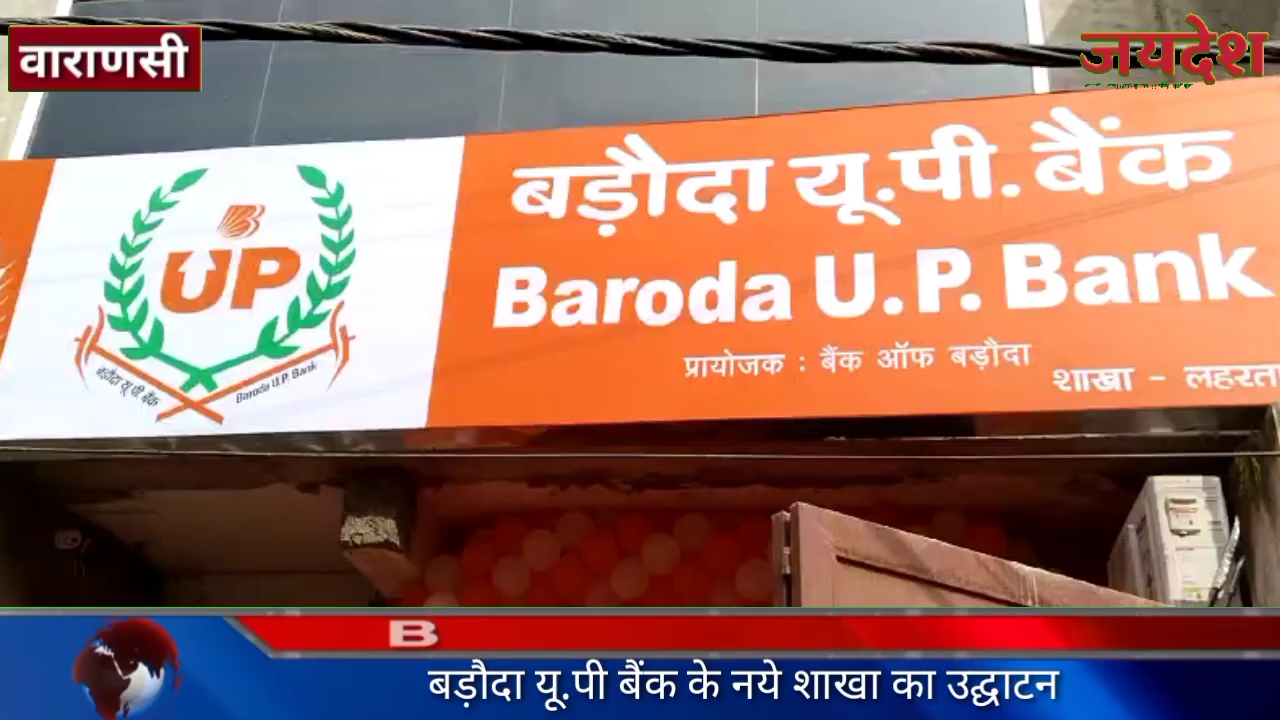 वाराणसी
जयदेश
बड़ौदा यू.पी. बैंक
UP
Baroda U.P. Bank
प्रायोजक : बैंक ऑफ बड़ौदा
शाखा -
बड़ौदा यू.पी. बैंक
Baroda U.P. Bank
B
बड़ौदा यू.पी बैंक के नये शाखा का उद्घाटन